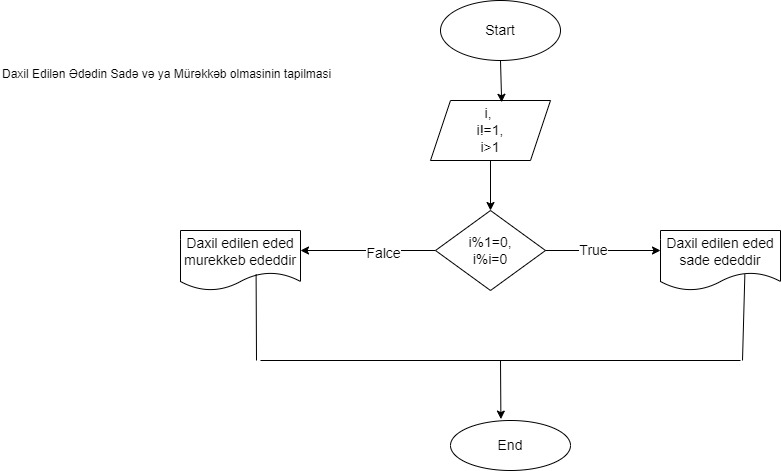 Start
Daxil Edilən Ədədin Sadə və ya Mürəkkəb olmasinin tapilmasi
i,
i!=1,
i>1
Daxil edilen eded
murekkeb ededdir
Falce
i%1=0,
i%i=0
True
Daxil edilen eded
sade ededdir
End